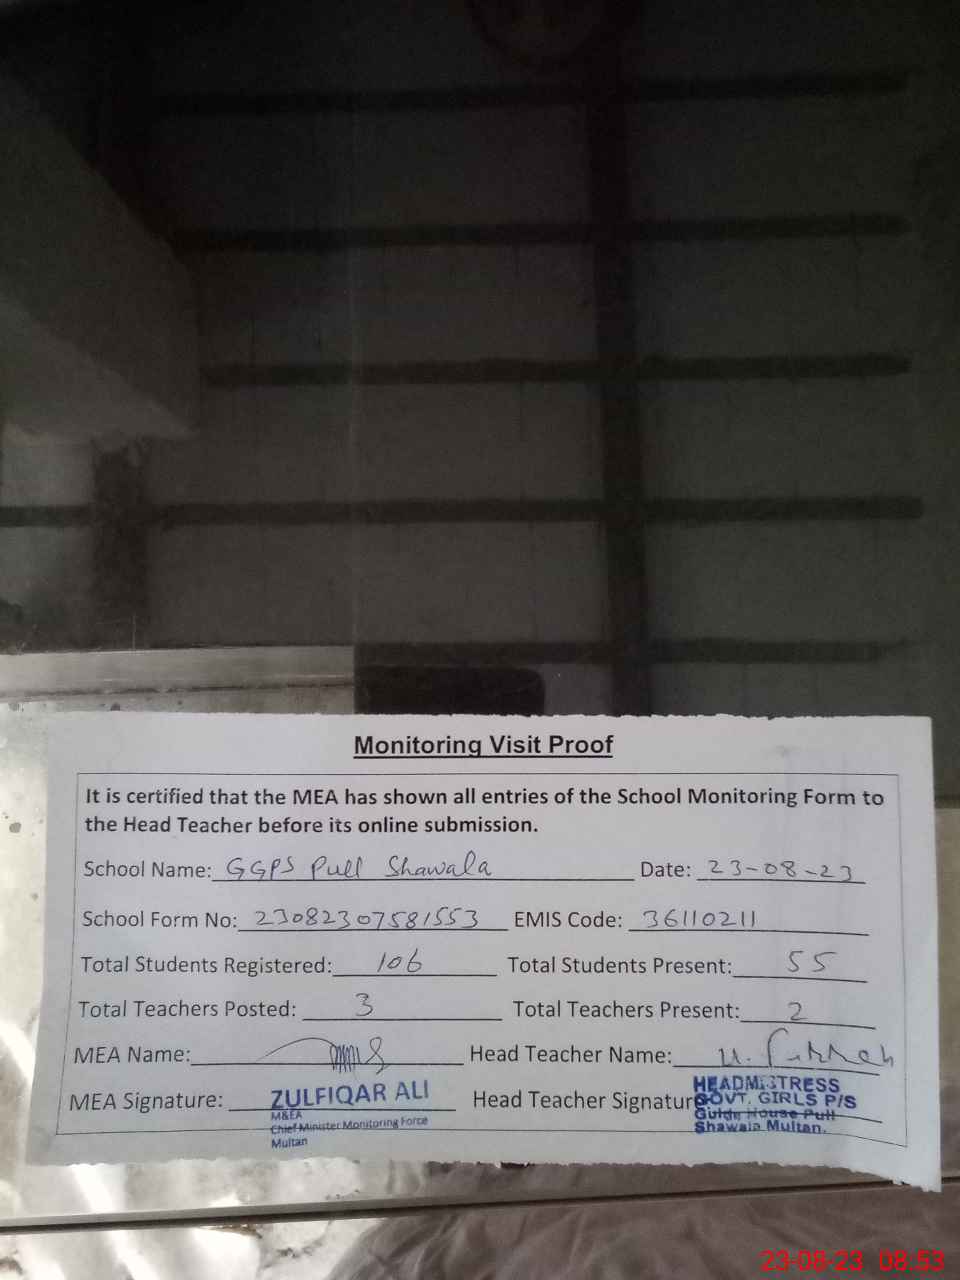 Monitoring Visit Proof
It is certified that the MEA has shown all entries of the School Monitoring Form to
the Head Teacher before its online submission.
School Name: GGPS Pull Shawala Date: 23-08-23
School Form No: 23082307581553 EMIS Code: 36110211
Total Students Registered: 106 Total Students Present: 55
Total Teachers Posted: 3 Total Teachers Present: 2
MEA Name: Head Teacher Name:
MEA Signature: ZULFIQAR ALI Head Teacher Signature HEADMISTRESS
M&EA GOVT. GIRLS P/S
Chief Minister Monitoring Force Guide House Pull
Multan Shawala Multan.
23-08-23 08:53